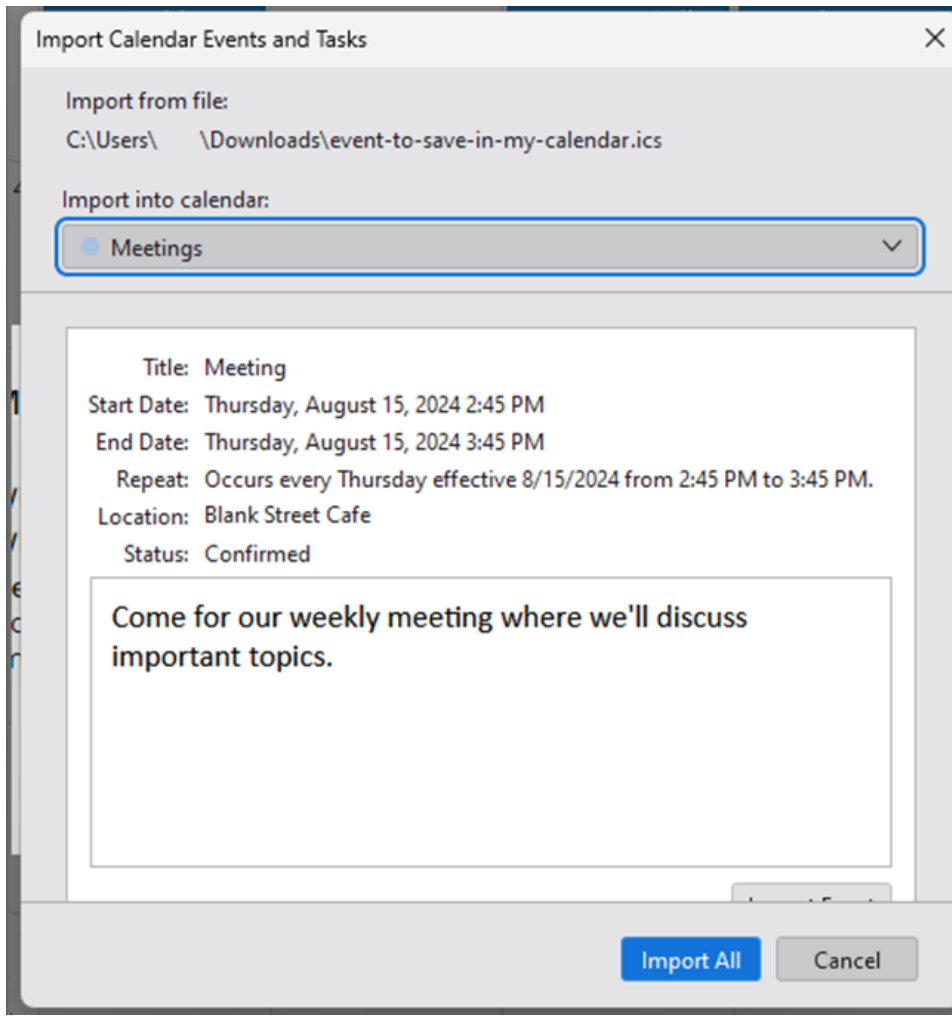 Import Calendar Events and Tasks
Import from file:
C:\Users\ \Downloads\event-to-save-in-my-calendar.ics
Import into calendar:
Meetings
Title: Meeting
Start Date: Thursday, August 15, 2024 2:45 PM
End Date: Thursday, August 15, 2024 3:45 PM
Repeat: Occurs every Thursday effective 8/15/2024 from 2:45 PM to 3:45 PM.
Location: Blank Street Cafe
Status: Confirmed
Come for our weekly meeting where we'll discuss
important topics.
Import All
Cancel